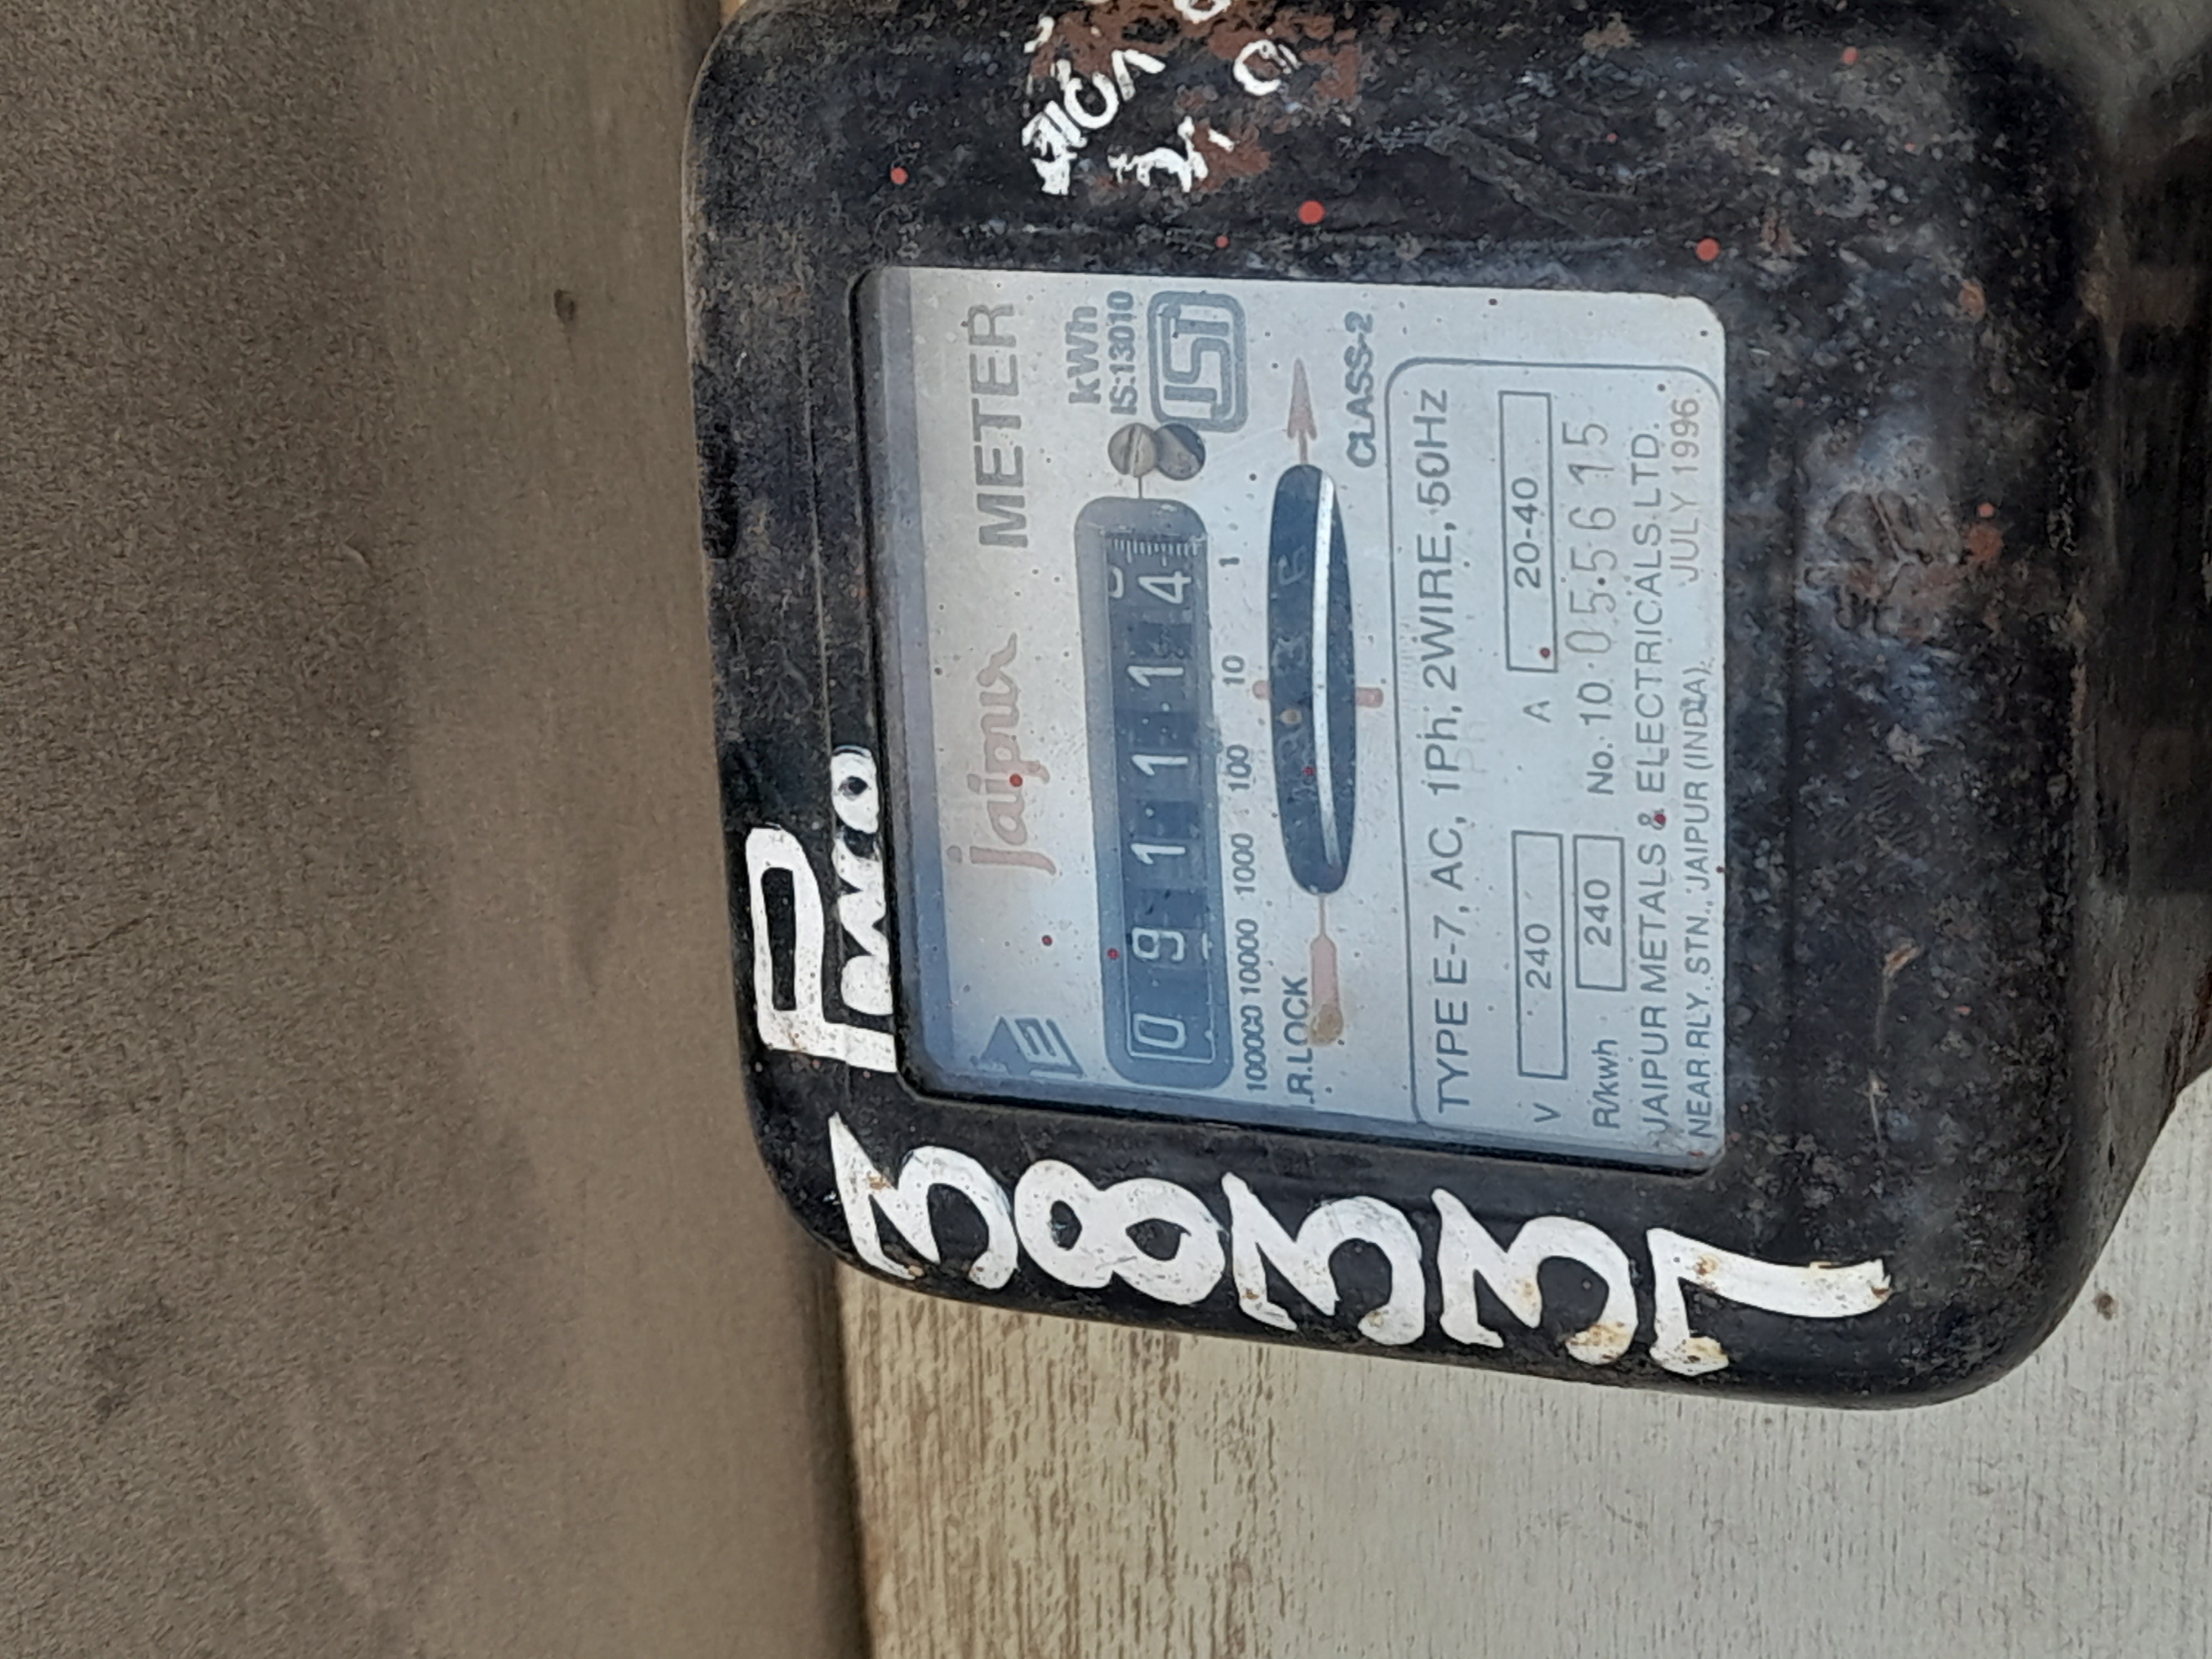 Jaipur METER
kWh
IS:13010
ISI
0 9 1 1 1 1 4
100000 10000 1000 100 10 1
I.R.LOCK
CLASS-2
TYPE E-7, AC, 1Ph, 2WIRE, 50Hz
V 240 A 20-40
R/kwh 240 No. 10·055615
JAIPUR METALS & ELECTRICALS LTD.
NEAR RLY. STN., JAIPUR (INDIA) JULY 1996
38337